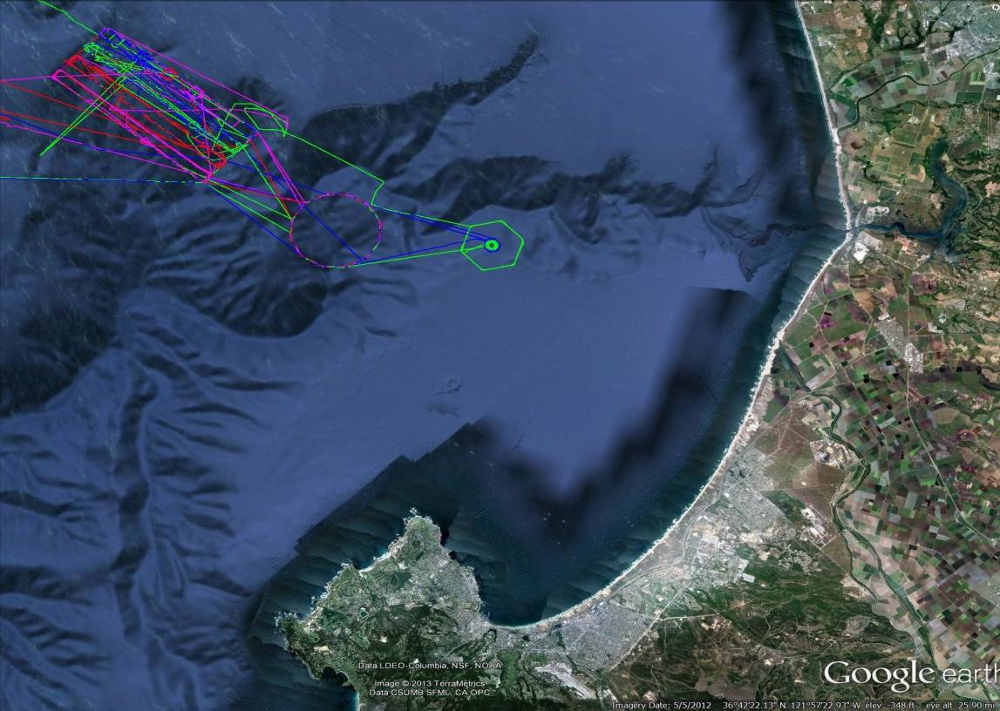 Data LDEO-Columbia, NSF, NOAA
Image © 2013 TerraMetrics
Data CSUMB SFML, CA OPC
Google earth
Imagery Date: 5/5/2012 36°42'22.13" N 121°57'22.93" W elev -348 ft eye alt 25.90 mi